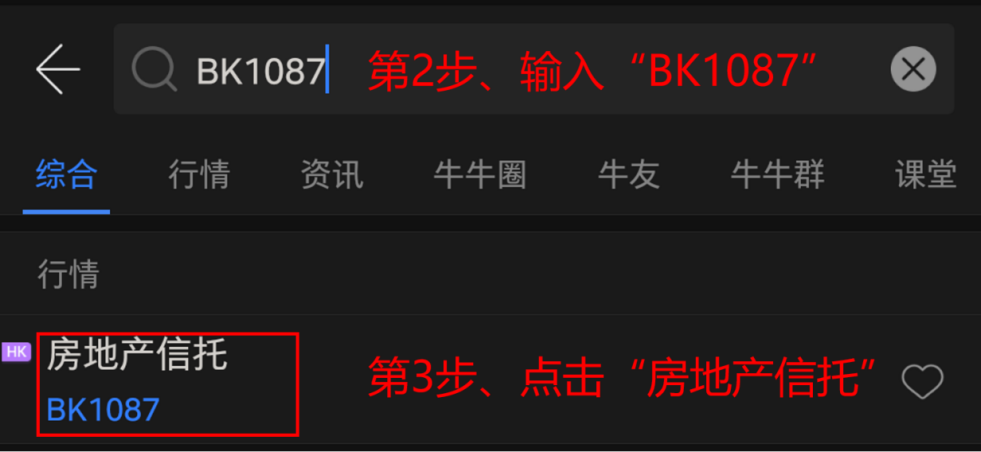 BK1087 第2步、输入“BK1087”
综合 行情 资讯 牛牛圈 牛友 牛牛群 课堂
行情
HK 房地产信托
第3步、点击“房地产信托”
BK1087